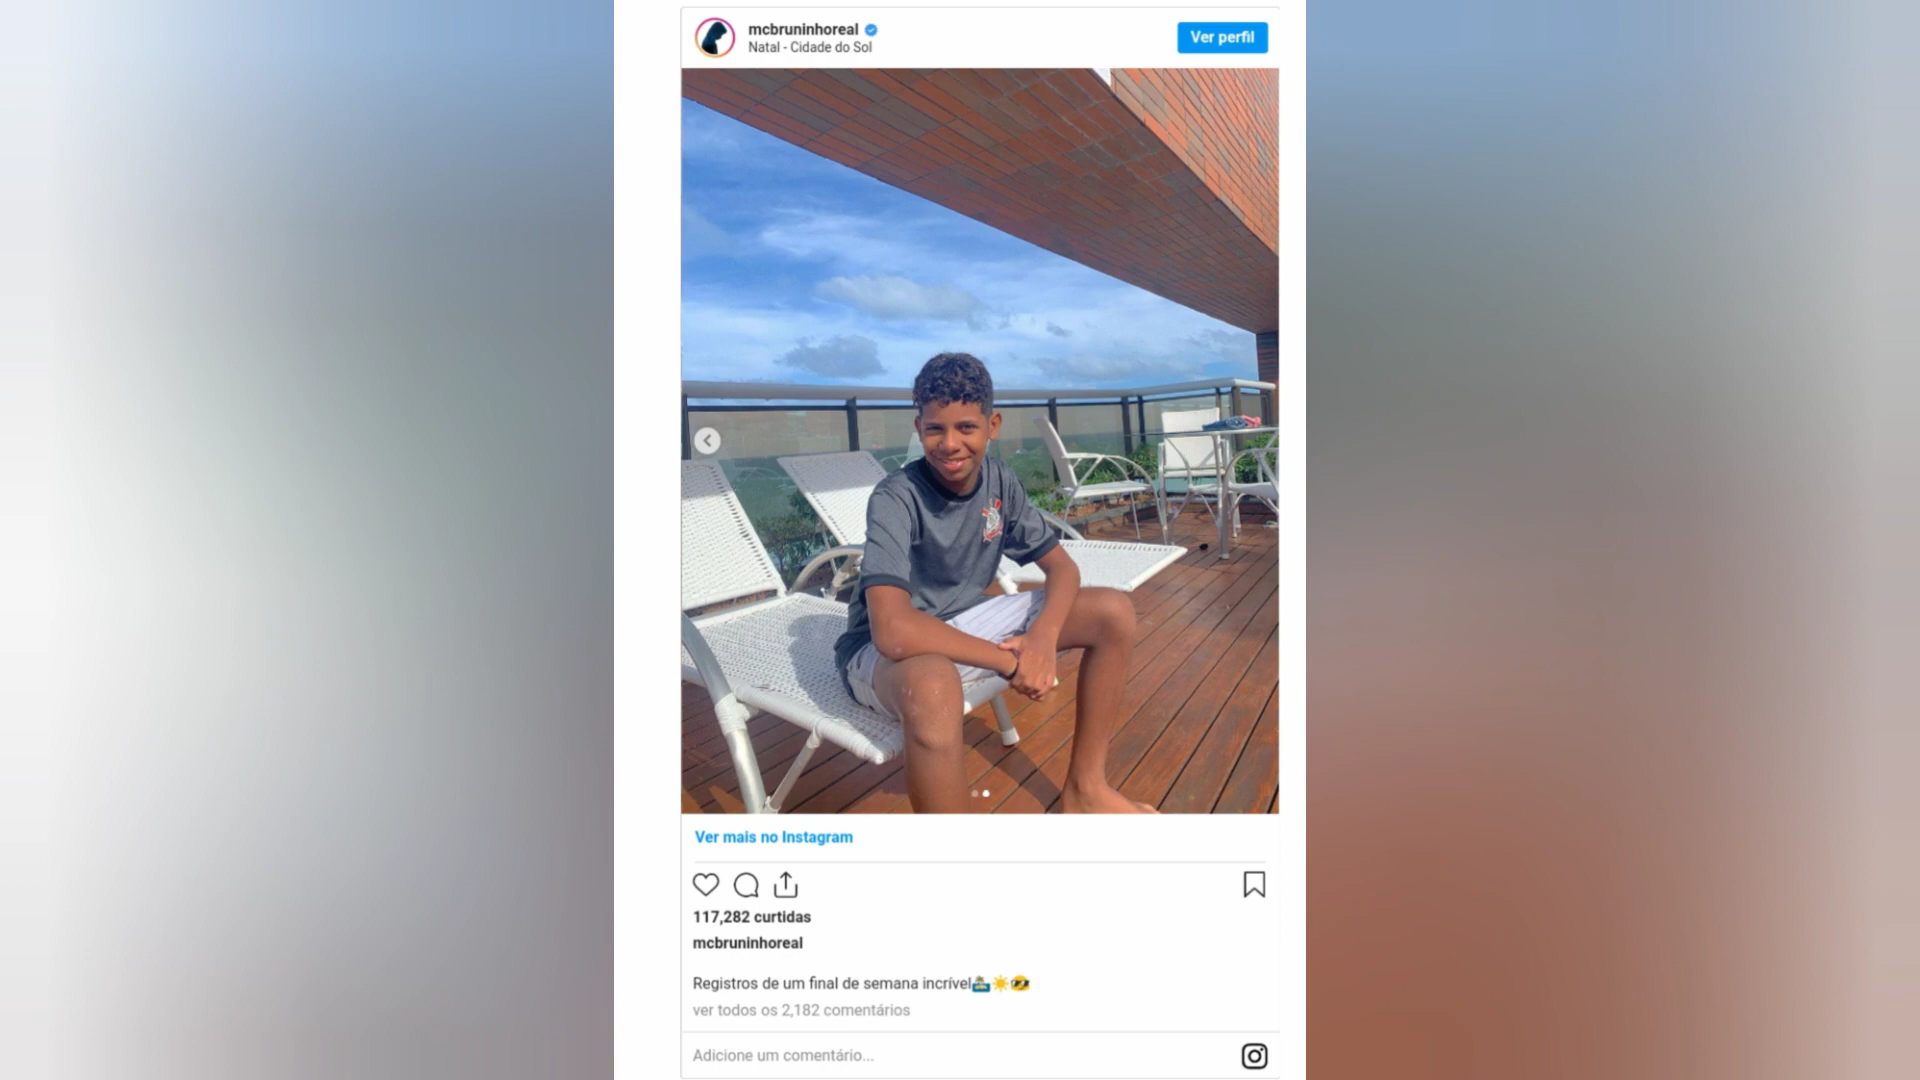 mcbruninhoreal
Natal - Cidade do Sol
Ver perfil
Ver mais no Instagram
117,282 curtidas
mcbruninhoreal
Registros de um final de semana incrível🏝☀😎
ver todos os 2,182 comentários
Adicione um comentário...